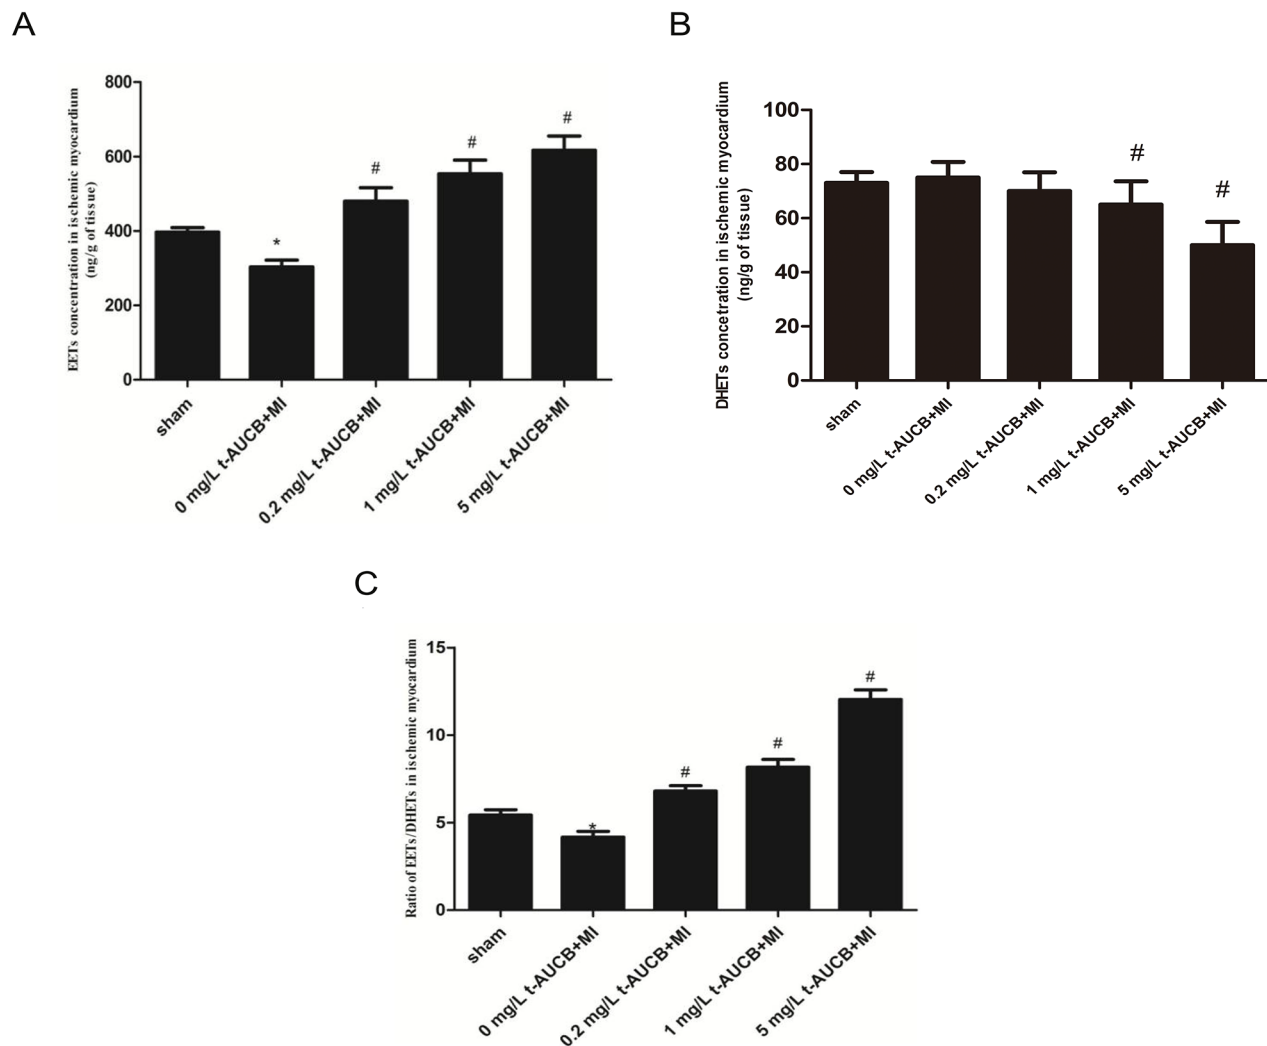 A
EETs concentration in ischemic myocardium
(ng/g of tissue)
800
600
400
200
0
*
#
#
#
sham
0 mg/L t-AUCB+MI
0.2 mg/L t-AUCB+MI
1 mg/L t-AUCB+MI
5 mg/L t-AUCB+MI
B
DHETs concetration in ischemic myocardium
(ng/g of tissue)
100
80
60
40
20
0
#
#
sham
0 mg/L t-AUCB+MI
0.2 mg/L t-AUCB+MI
1 mg/L t-AUCB+MI
5 mg/L t-AUCB+MI
C
Ratio of EETs/DHETs in ischemic myocardium
15
10
5
0
*
#
#
#
sham
0 mg/L t-AUCB+MI
0.2 mg/L t-AUCB+MI
1 mg/L t-AUCB+MI
5 mg/L t-AUCB+MI